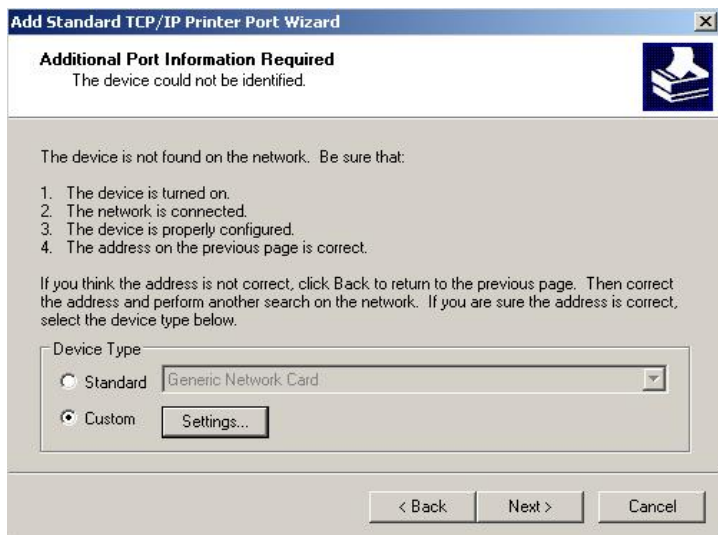 Add Standard TCP/IP Printer Port Wizard
Additional Port Information Required
The device could not be identified.
The device is not found on the network. Be sure that:
1. The device is turned on.
2. The network is connected.
3. The device is properly configured.
4. The address on the previous page is correct.
If you think the address is not correct, click Back to return to the previous page. Then correct
the address and perform another search on the network. If you are sure the address is correct,
select the device type below.
Device Type
Standard Generic Network Card
Custom Settings...
< Back Next > Cancel